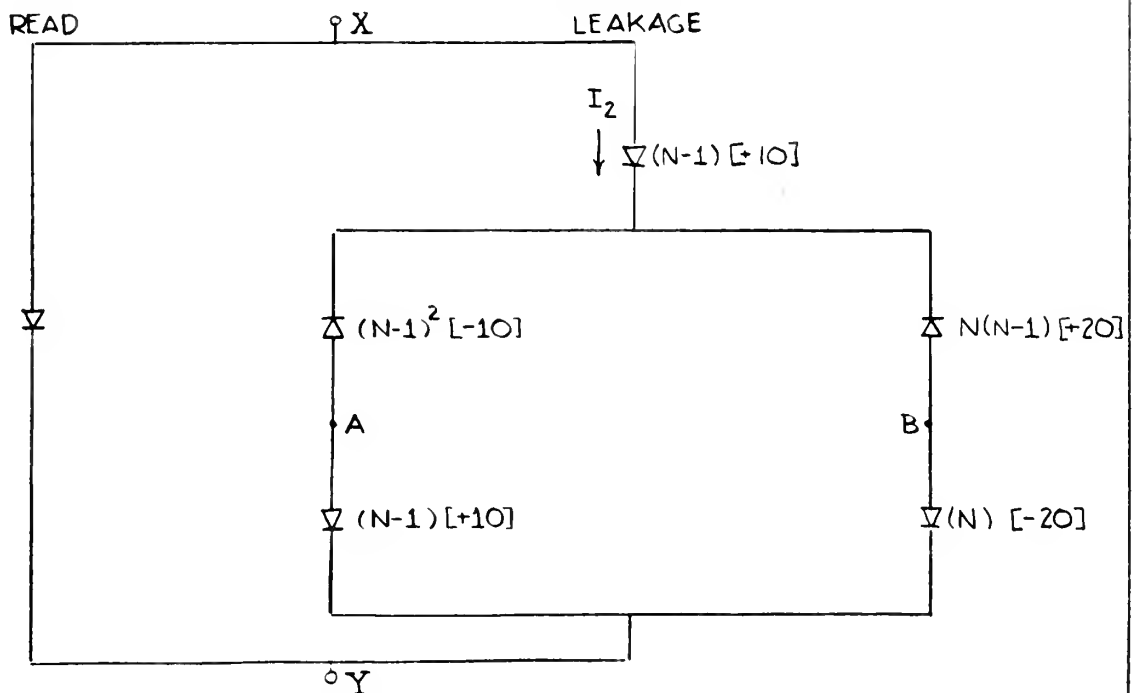 READ
X
LEAKAGE
I₂
(N-1) [+10]
(N-1)² [-10]
N(N-1) [+20]
A
B
(N-1) [+10]
(N) [-20]
Y